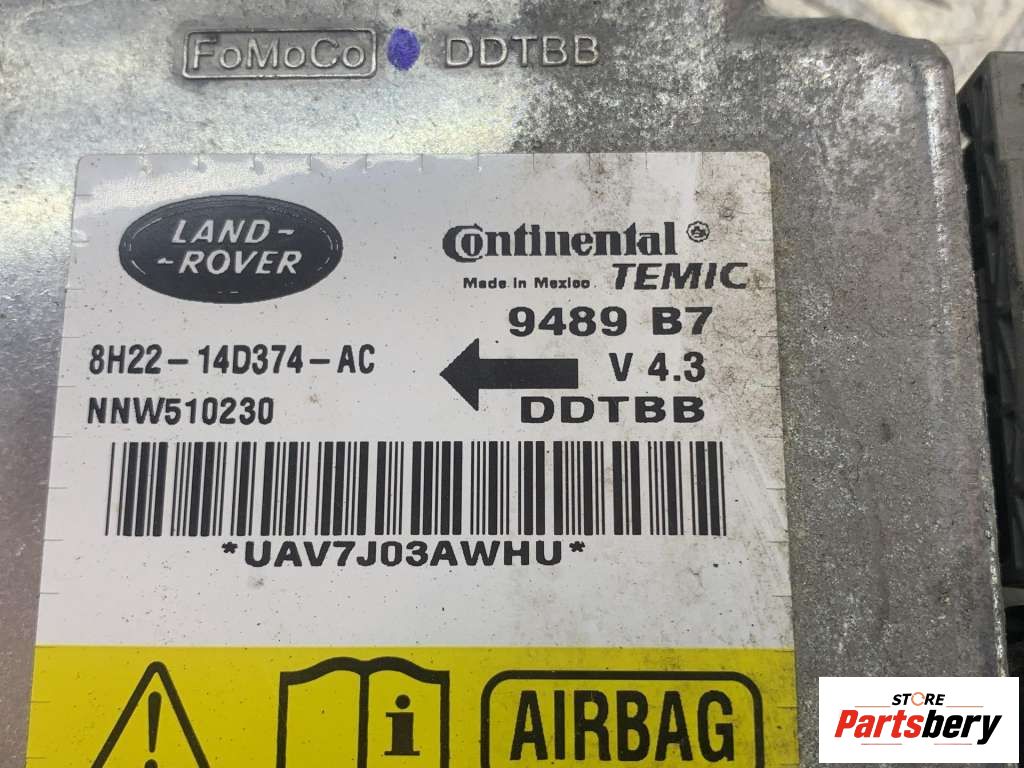 FoMoCo DDTBB
LAND-
-ROVER
Continental
Made in Mexico TEMIC
9489 B7
8H22-14D374-AC
V 4.3
NNW510230
DDTBB
*UAV7J03AWHU*
i
AIRBAG
STORE
Partsbery